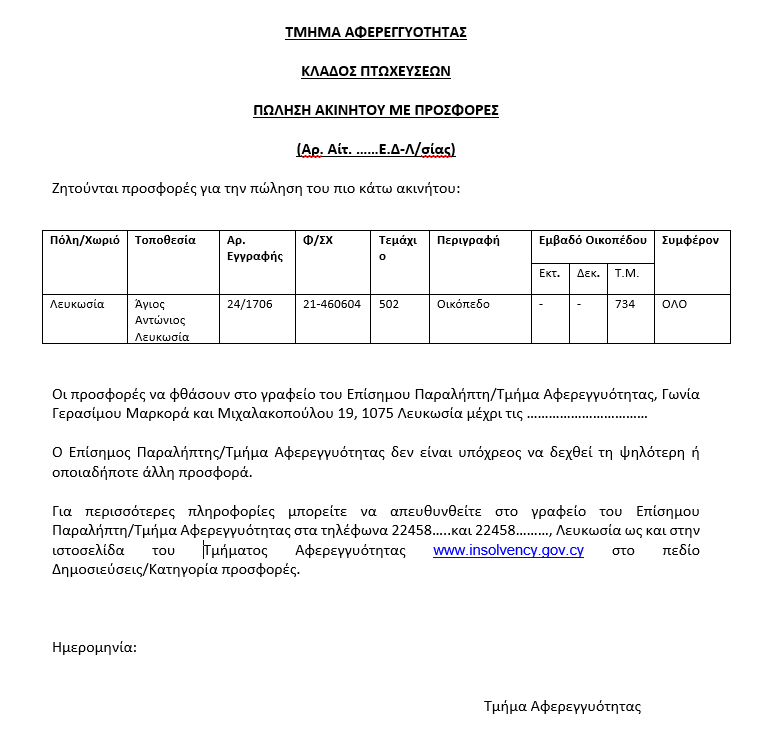 ΤΜΗΜΑ ΑΦΕΡΕΓΓΥΟΤΗΤΑΣ
ΚΛΑΔΟΣ ΠΤΩΧΕΥΣΕΩΝ
ΠΩΛΗΣΗ ΑΚΙΝΗΤΟΥ ΜΕ ΠΡΟΣΦΟΡΕΣ
(Αρ. Αίτ. ……Ε.Δ-Λ/σίας)
Ζητούνται προσφορές για την πώληση του πιο κάτω ακινήτου:
Πόλη/Χωριό Τοποθεσία Αρ. Φ/ΣΧ Τεμάχι Περιγραφή Εμβαδό Οικοπέδου Συμφέρον
Εγγραφής ο
Εκτ. Δεκ. Τ.Μ.
Λευκωσία Άγιος 24/1706 21-460604 502 Οικόπεδο - - 734 ΟΛΟ
Αντώνιος
Λευκωσία
Οι προσφορές να φθάσουν στο γραφείο του Επίσημου Παραλήπτη/Τμήμα Αφερεγγυότητας, Γωνία
Γερασίμου Μαρκορά και Μιχαλακοπούλου 19, 1075 Λευκωσία μέχρι τις ……………………………
Ο Επίσημος Παραλήπτης/Τμήμα Αφερεγγυότητας δεν είναι υπόχρεος να δεχθεί τη ψηλότερη ή
οποιαδήποτε άλλη προσφορά.
Για περισσότερες πληροφορίες μπορείτε να απευθυνθείτε στο γραφείο του Επίσημου
Παραλήπτη/Τμήμα Αφερεγγυότητας στα τηλέφωνα 22458…..και 22458………, Λευκωσία ως και στην
ιστοσελίδα του Τμήματος Αφερεγγυότητας www.insolvency.gov.cy στο πεδίο
Δημοσιεύσεις/Κατηγορία προσφορές.
Ημερομηνία:
Τμήμα Αφερεγγυότητας